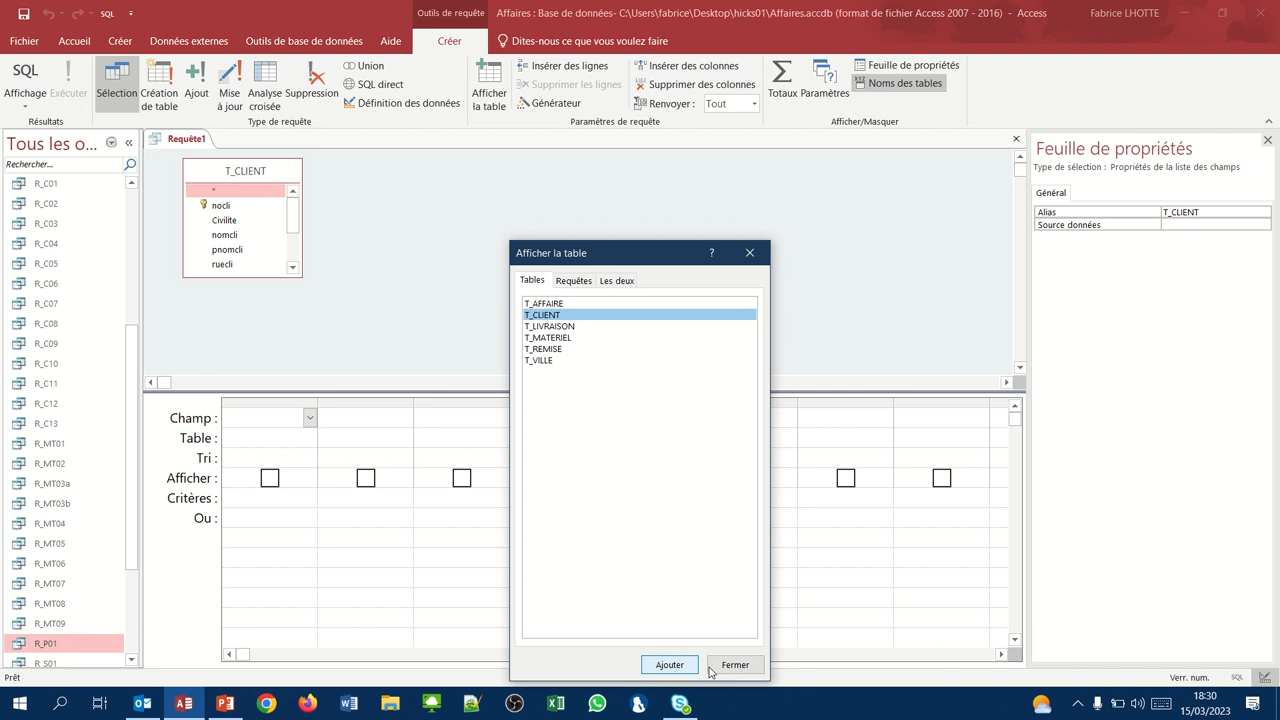 SQL
Outils de requête
Affaires : Base de données- C:\Users\fabrice\Desktop\hicks01\Affaires.accdb (format de fichier Access 2007 - 2016) - Access
Fabrice LHOTTE
Fichier
Accueil
Créer
Données externes
Outils de base de données
Aide
Créer
Dites-nous ce que vous voulez faire
SQL
Affichage
Exécuter
Résultats
Sélection
Création de table
Ajout
Mise à jour
Analyse croisée
Suppression
Union
SQL direct
Définition des données
Type de requête
Afficher la table
Insérer des lignes
Supprimer les lignes
Générateur
Insérer des colonnes
Supprimer des colonnes
Renvoyer : Tout
Paramètres de requête
Totaux
Paramètres
Feuille de propriétés
Noms des tables
Afficher/Masquer
Tous les o...
Rechercher...
R_C01
R_C02
R_C03
R_C04
R_C05
R_C06
R_C07
R_C08
R_C09
R_C10
R_C11
R_C12
R_C13
R_MT01
R_MT02
R_MT03a
R_MT03b
R_MT04
R_MT05
R_MT06
R_MT07
R_MT08
R_MT09
R_P01
R_S01
Requête1
T_CLIENT
*
nocli
Civilite
nomcli
pnomcli
ruecli
Champ :
Table :
Tri :
Afficher :
Critères :
Ou :
Afficher la table
?
Tables
Requêtes
Les deux
T_AFFAIRE
T_CLIENT
T_LIVRAISON
T_MATERIEL
T_REMISE
T_VILLE
Ajouter
Fermer
Feuille de propriétés
Type de sélection : Propriétés de la liste des champs
Général
Alias T_CLIENT
Source données
Prêt
Verr. num.
SQL
18:30
15/03/2023